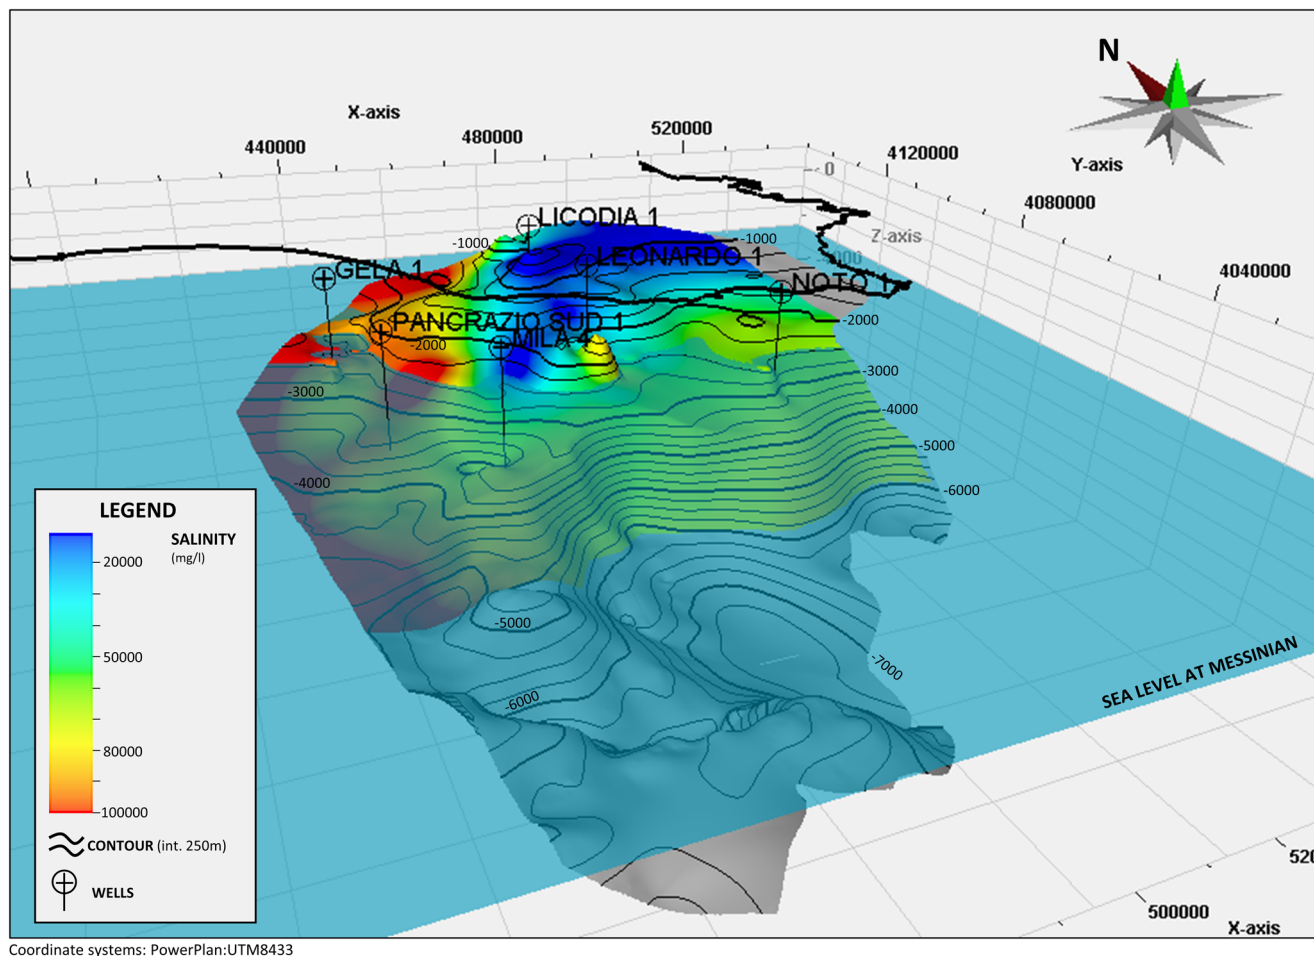 N
X-axis
440000
480000
520000
0
4120000
Y-axis
4080000
4040000
Z-axis
LICODIA 1
-1000
-1000
LEONARDO 1
GELA 1
NOTO 1
PANCRAZIO SUD 1
MILA 4
-2000
-2000
-3000
-3000
-4000
-4000
-5000
-5000
-6000
-6000
-7000
SEA LEVEL AT MESSINIAN
LEGEND
SALINITY
(mg/l)
20000
50000
80000
100000
CONTOUR (int. 250m)
WELLS
500000
520
X-axis
Coordinate systems: PowerPlan:UTM8433